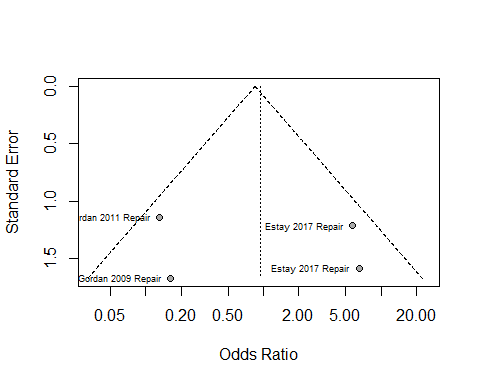 0.0
0.5
1.0
1.5
Standard Error
rdan 2011 Repair
Estay 2017 Repair
Estay 2017 Repair
Gordan 2009 Repair
0.05 0.20 0.50 2.00 5.00 20.00
Odds Ratio